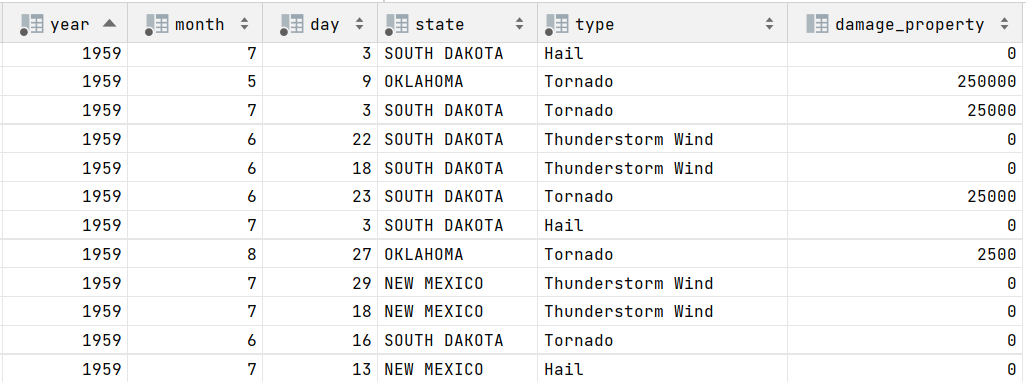 year month day state type damage_property
1959 7 3 SOUTH DAKOTA Hail 0
1959 5 9 OKLAHOMA Tornado 250000
1959 7 3 SOUTH DAKOTA Tornado 25000
1959 6 22 SOUTH DAKOTA Thunderstorm Wind 0
1959 6 18 SOUTH DAKOTA Thunderstorm Wind 0
1959 6 23 SOUTH DAKOTA Tornado 25000
1959 7 3 SOUTH DAKOTA Hail 0
1959 8 27 OKLAHOMA Tornado 2500
1959 7 29 NEW MEXICO Thunderstorm Wind 0
1959 7 18 NEW MEXICO Thunderstorm Wind 0
1959 6 16 SOUTH DAKOTA Tornado 0
1959 7 13 NEW MEXICO Hail 0